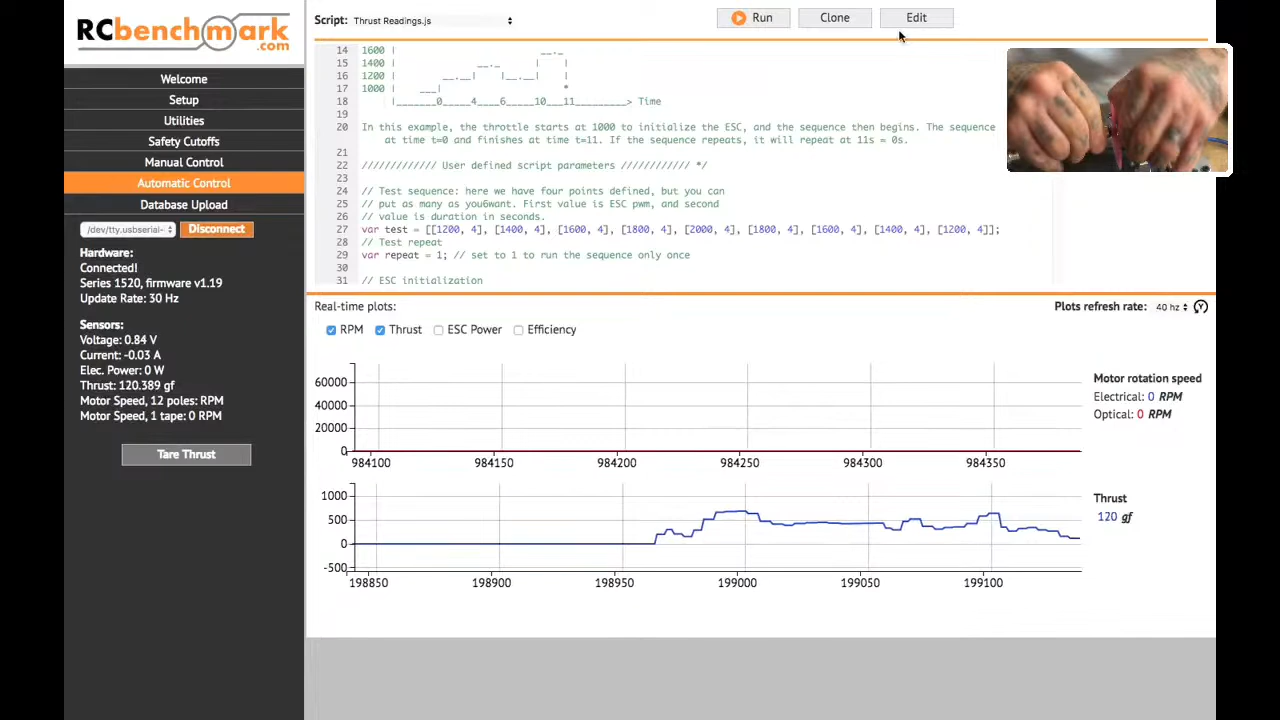 RCbenchmark
.com
Welcome
Setup
Utilities
Safety Cutoffs
Manual Control
Automatic Control
Database Upload
/dev/tty.usbserial- Disconnect
Hardware:
Connected!
Series 1520, firmware v1.19
Update Rate: 30 Hz
Sensors:
Voltage: 0.84 V
Current: -0.03 A
Elec. Power: 0 W
Thrust: 120.389 gf
Motor Speed, 12 poles: RPM
Motor Speed, 1 tape: 0 RPM
Tare Thrust
Script: Thrust Readings.js
Run Clone Edit
14 1600 | __._
15 1400 | __._ | |
16 1200 | __.__| |__.__| |
17 1000 | ___| *
18 |_______0_____4____6_____10___11_________> Time
19
20 In this example, the throttle starts at 1000 to initialize the ESC, and the sequence then begins. The sequence
at time t=0 and finishes at time t=11. If the sequence repeats, it will repeat at 11s = 0s.
21
22 ///////////// User defined script parameters //////////// */
23
24 // Test sequence: here we have four points defined, but you can
25 // put as many as you6want. First value is ESC pwm, and second
26 // value is duration in seconds.
27 var test = [[1200, 4], [1400, 4], [1600, 4], [1800, 4], [2000, 4], [1800, 4], [1600, 4], [1400, 4], [1200, 4]];
28 // Test repeat
29 var repeat = 1; // set to 1 to run the sequence only once
30
31 // ESC initialization
Real-time plots:
Plots refresh rate: 40 hz
RPM Thrust ESC Power Efficiency
60000
40000
20000
0
984100 984150 984200 984250 984300 984350
Motor rotation speed
Electrical: 0 RPM
Optical: 0 RPM
1000
500
0
-500
198850 198900 198950 199000 199050 199100
Thrust
120 gf